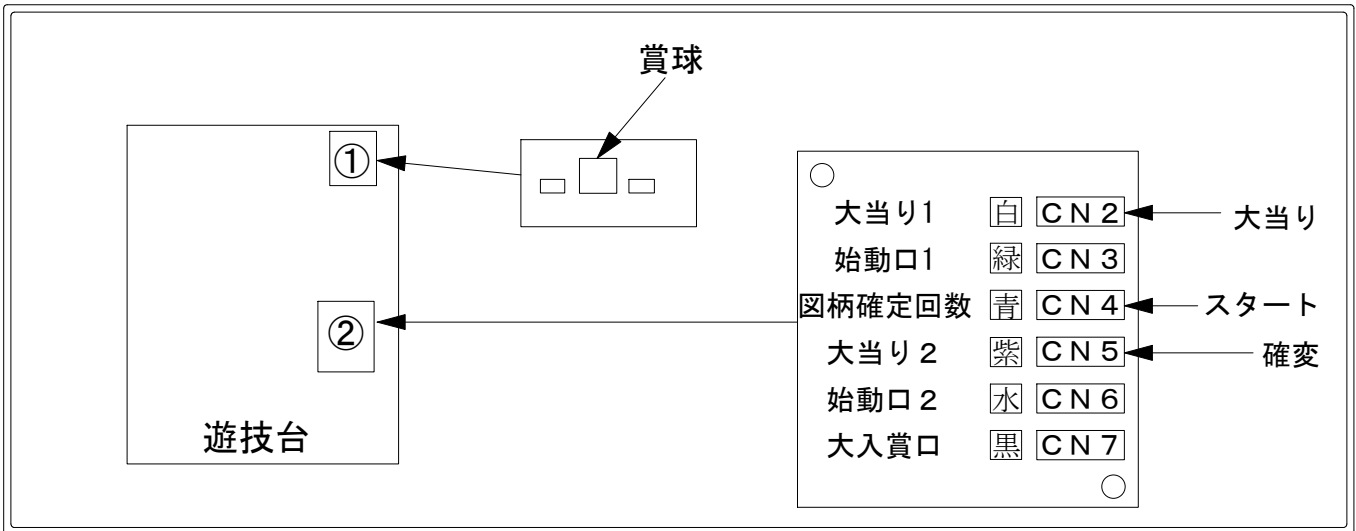 賞球
①
大当り1 白 CN2 大当り
始動口1 緑 CN3
図柄確定回数 青 CN4 スタート
②
大当り2 紫 CN5 確変
始動口2 水 CN6
遊技台
大入賞口 黒 CN7